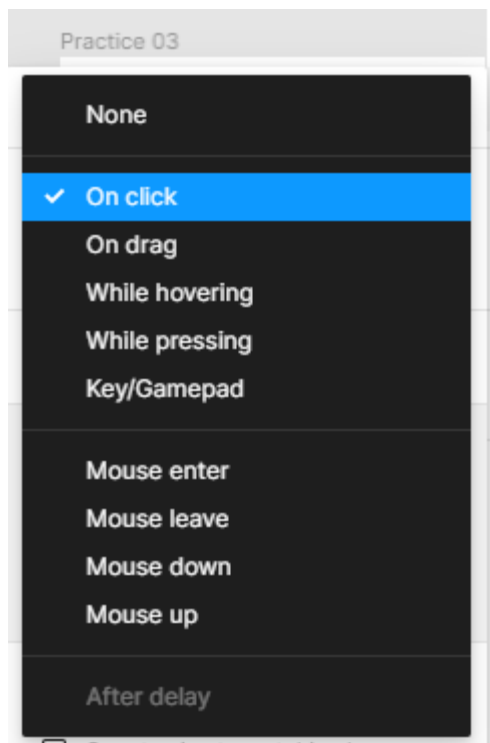 Practice 03
None
On click
On drag
While hovering
While pressing
Key/Gamepad
Mouse enter
Mouse leave
Mouse down
Mouse up
After delay